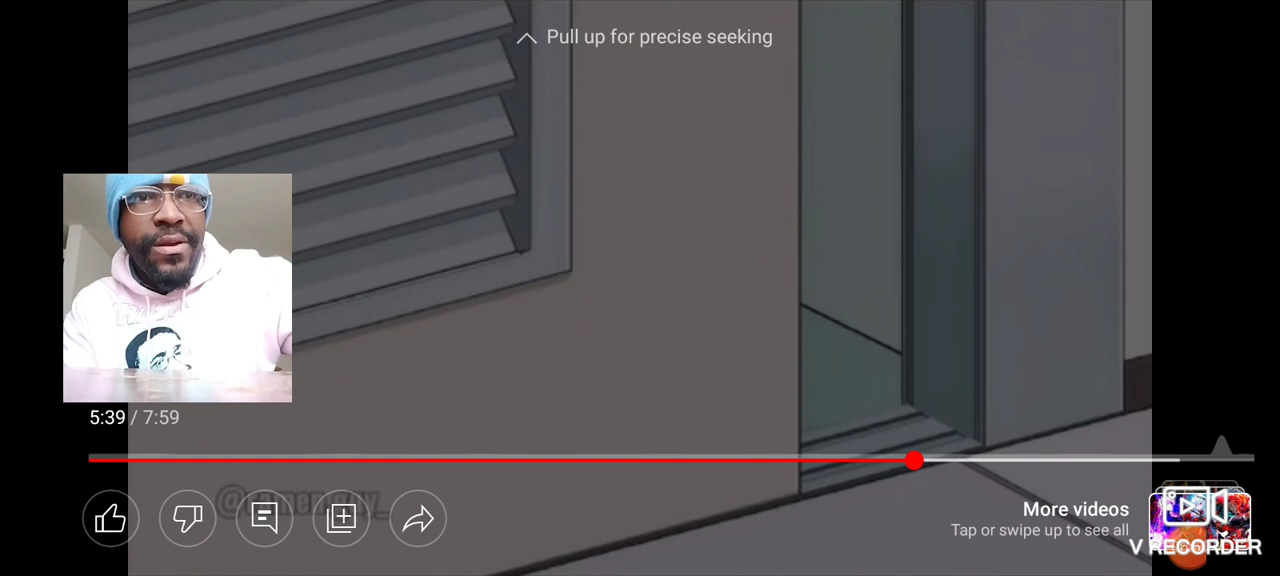 Pull up for precise seeking
5:39 / 7:59
More videos
Tap or swipe up to see all
V RECORDER